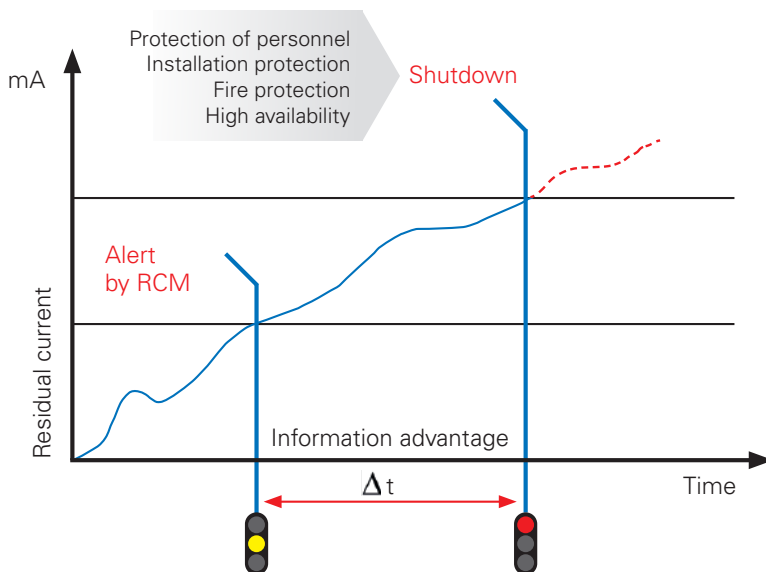 Protection of personnel
Installation protection
Fire protection
High availability
mA
Shutdown
Alert
by RCM
Residual current
Information advantage
Δ t
Time